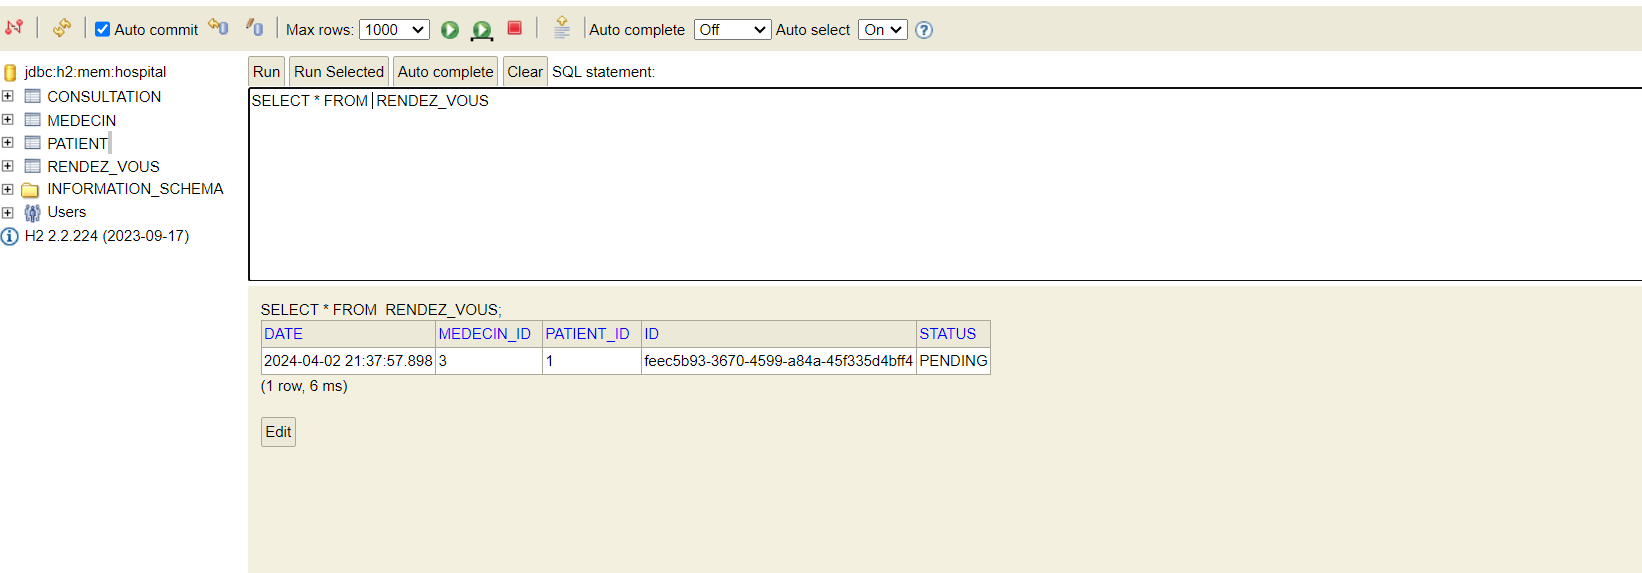 Auto commit Max rows: 1000 Auto complete Off Auto select On
jdbc:h2:mem:hospital
CONSULTATION
MEDECIN
PATIENT
RENDEZ_VOUS
INFORMATION_SCHEMA
Users
H2 2.2.224 (2023-09-17)
Run Run Selected Auto complete Clear SQL statement:
SELECT * FROM RENDEZ_VOUS
SELECT * FROM  RENDEZ_VOUS;
DATE MEDECIN_ID PATIENT_ID ID STATUS
2024-04-02 21:37:57.898 3 1 feec5b93-3670-4599-a84a-45f335d4bff4 PENDING
(1 row, 6 ms)
Edit